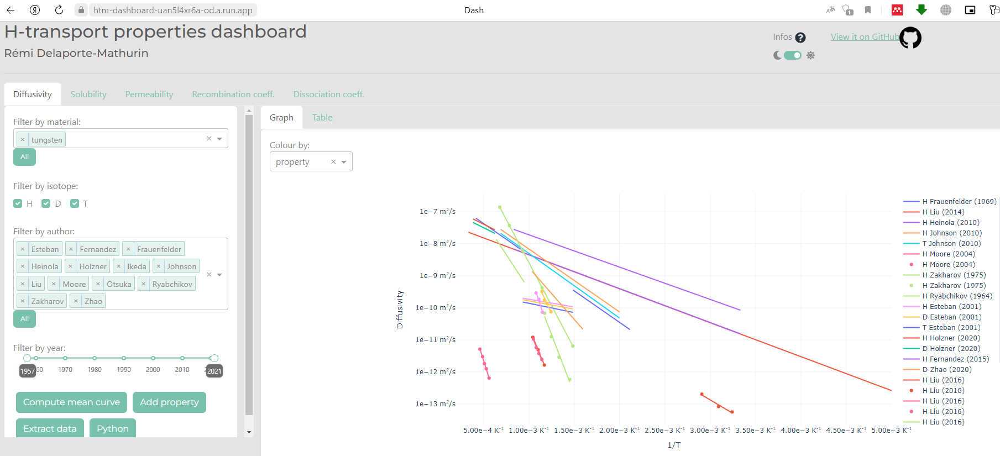 htm-dashboard-uan5l4xr6a-od.a.run.app
Dash
H-transport properties dashboard
Rémi Delaporte-Mathurin
Infos
View it on GitHub
Diffusivity Solubility Permeability Recombination coeff. Dissociation coeff.
Filter by material:
× tungsten
All
Filter by isotope:
H D T
Filter by author:
× Esteban × Fernandez × Frauenfelder
× Heinola × Holzner × Ikeda × Johnson
× Liu × Moore × Otsuka × Ryabchikov
× Zakharov × Zhao
All
Filter by year:
1957 60 1970 1980 1990 2000 2010 2021
Compute mean curve Add property
Extract data Python
Graph Table
Colour by:
property
Diffusivity
1e−7 m²/s
1e−8 m²/s
1e−9 m²/s
1e−10 m²/s
1e−11 m²/s
1e−12 m²/s
1e−13 m²/s
5.00e−4 K⁻¹ 1.00e−3 K⁻¹ 1.50e−3 K⁻¹ 2.00e−3 K⁻¹ 2.50e−3 K⁻¹ 3.00e−3 K⁻¹ 3.50e−3 K⁻¹ 4.00e−3 K⁻¹ 4.50e−3 K⁻¹ 5.00e−3 K⁻¹
1/T
H Frauenfelder (1969)
H Liu (2014)
H Heinola (2010)
H Johnson (2010)
T Johnson (2010)
H Moore (2004)
H Moore (2004)
H Zakharov (1975)
H Zakharov (1975)
H Ryabchikov (1964)
H Esteban (2001)
D Esteban (2001)
T Esteban (2001)
H Holzner (2020)
D Holzner (2020)
H Fernandez (2015)
D Zhao (2020)
H Liu (2016)
H Liu (2016)
H Liu (2016)
H Liu (2016)
H Liu (2016)